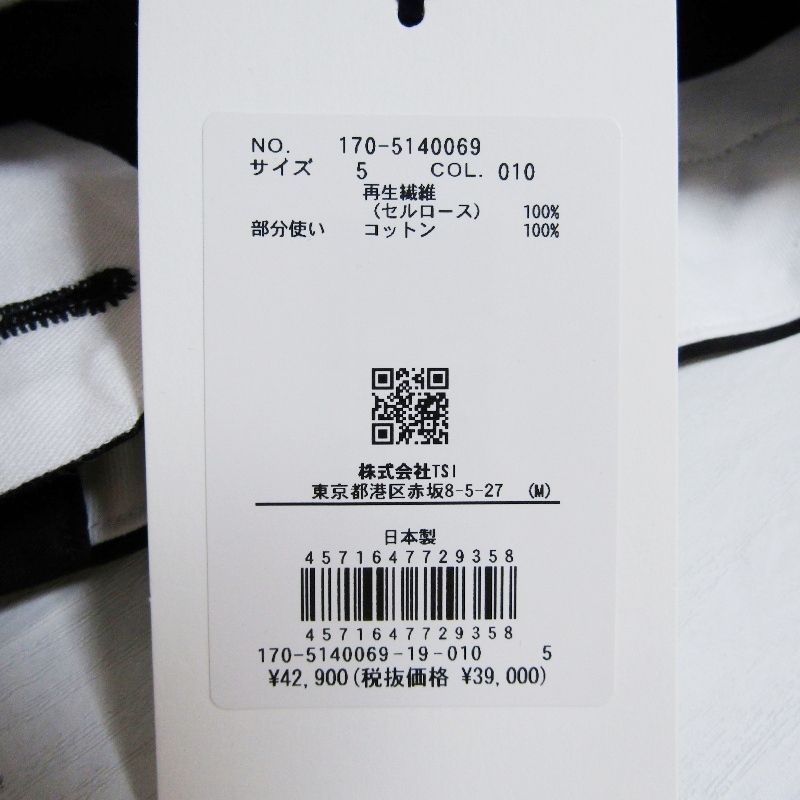 NO. 170-5140069
サイズ 5 COL. 010
再生繊維
(セルロース) 100%
部分使い コットン 100%
株式会社TSI
東京都港区赤坂8-5-27 (M)
日本製
4571647729358
4571647729358
170-5140069-19-010 5
¥42,900(税抜価格 ¥39,000)